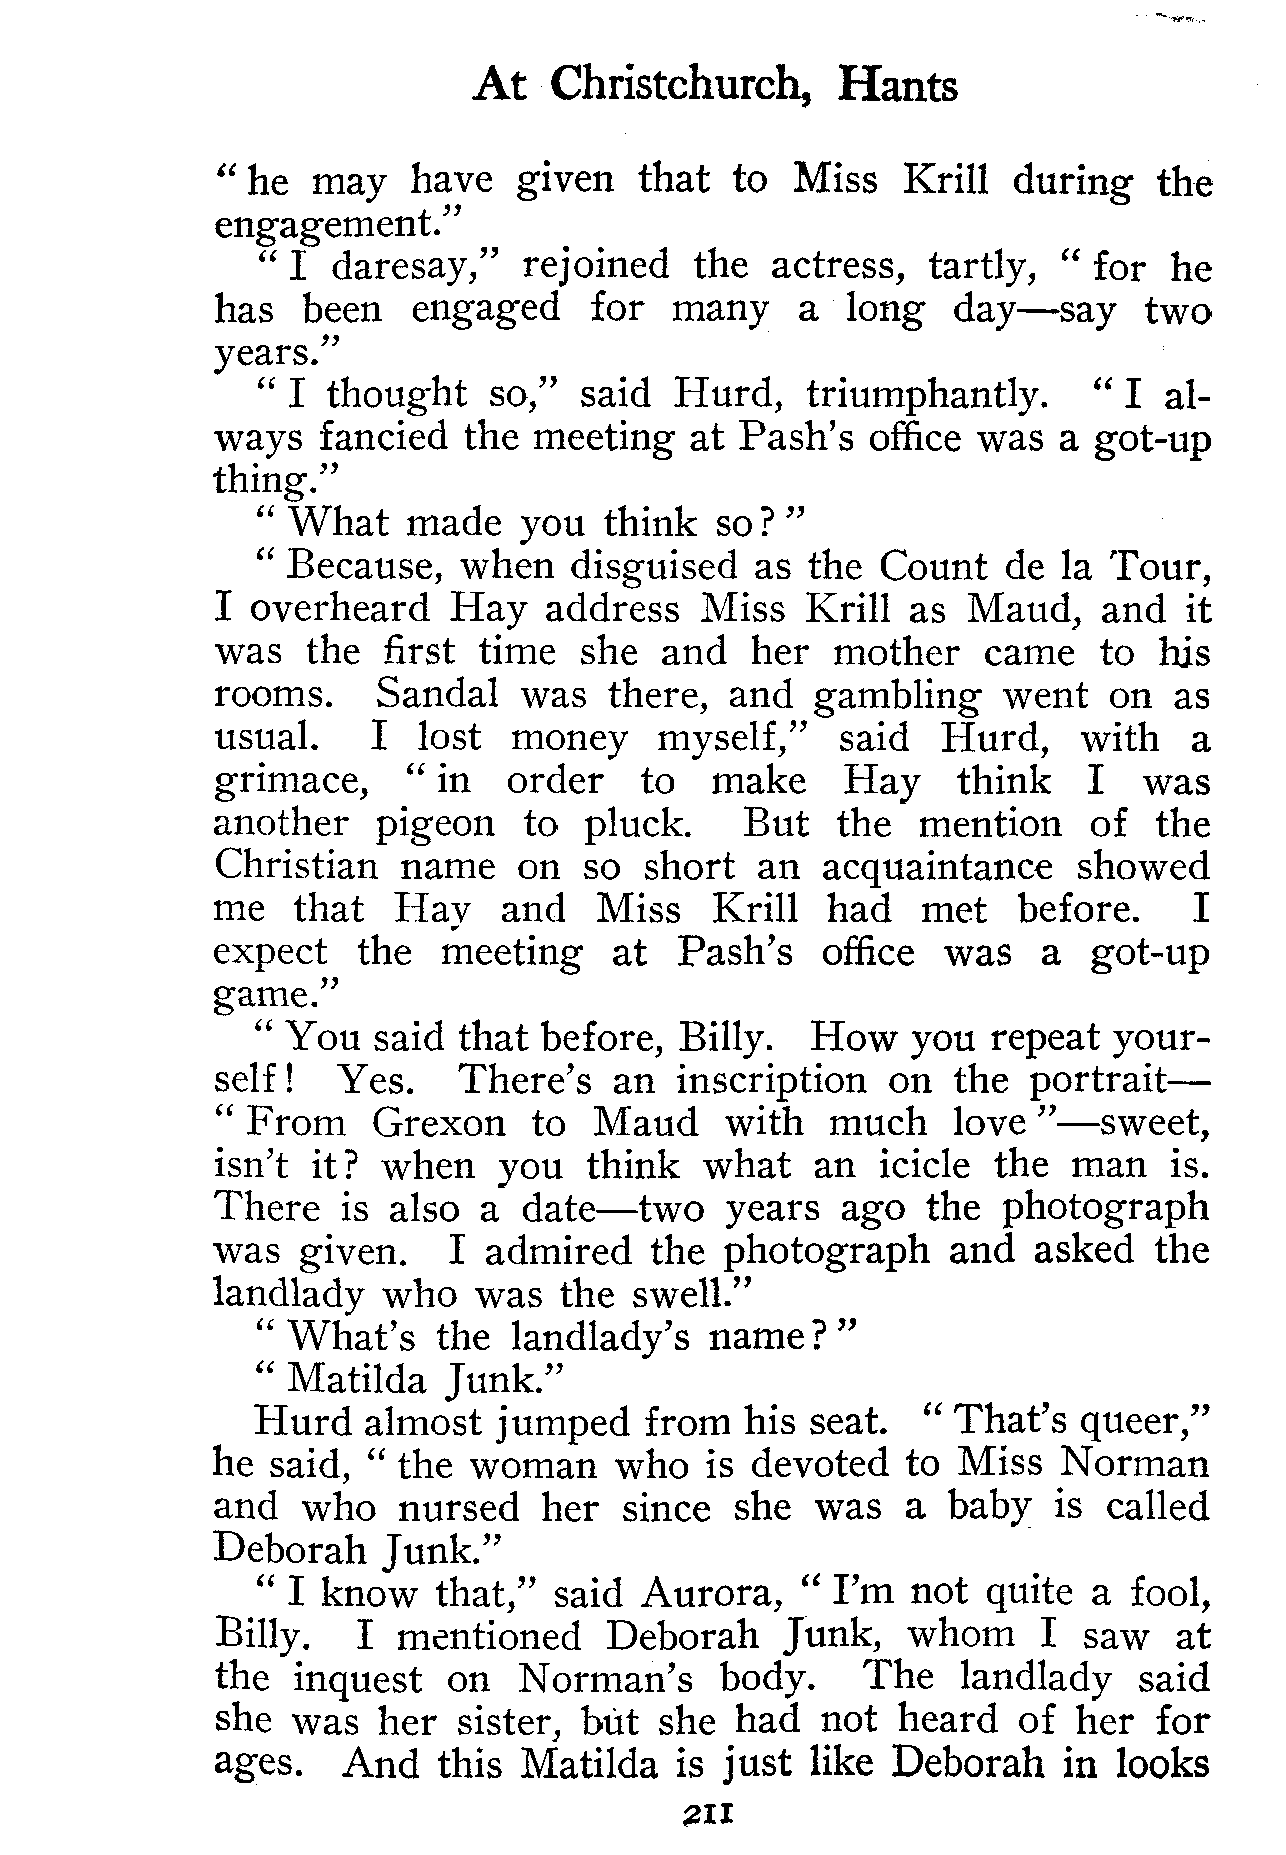 At Christchurch, Hants
“ he may have given that to Miss Krill during the
engagement.”
“ I daresay,” rejoined the actress, tartly, “ for he
has been engaged for many a long day—say two
years.”
“ I thought so,” said Hurd, triumphantly. “ I al-
ways fancied the meeting at Pash’s office was a got-up
thing.”
“ What made you think so? ”
“ Because, when disguised as the Count de la Tour,
I overheard Hay address Miss Krill as Maud, and it
was the first time she and her mother came to his
rooms. Sandal was there, and gambling went on as
usual. I lost money myself,” said Hurd, with a
grimace, “ in order to make Hay think I was
another pigeon to pluck. But the mention of the
Christian name on so short an acquaintance showed
me that Hay and Miss Krill had met before. I
expect the meeting at Pash’s office was a got-up
game.”
“ You said that before, Billy. How you repeat your-
self! Yes. There’s an inscription on the portrait—
“ From Grexon to Maud with much love ”—sweet,
isn’t it? when you think what an icicle the man is.
There is also a date—two years ago the photograph
was given. I admired the photograph and asked the
landlady who was the swell.”
“ What’s the landlady’s name? ”
“ Matilda Junk.”
Hurd almost jumped from his seat. “ That’s queer,”
he said, “ the woman who is devoted to Miss Norman
and who nursed her since she was a baby is called
Deborah Junk.”
“ I know that,” said Aurora, “ I’m not quite a fool,
Billy. I mentioned Deborah Junk, whom I saw at
the inquest on Norman’s body. The landlady said
she was her sister, but she had not heard of her for
ages. And this Matilda is just like Deborah in looks
211